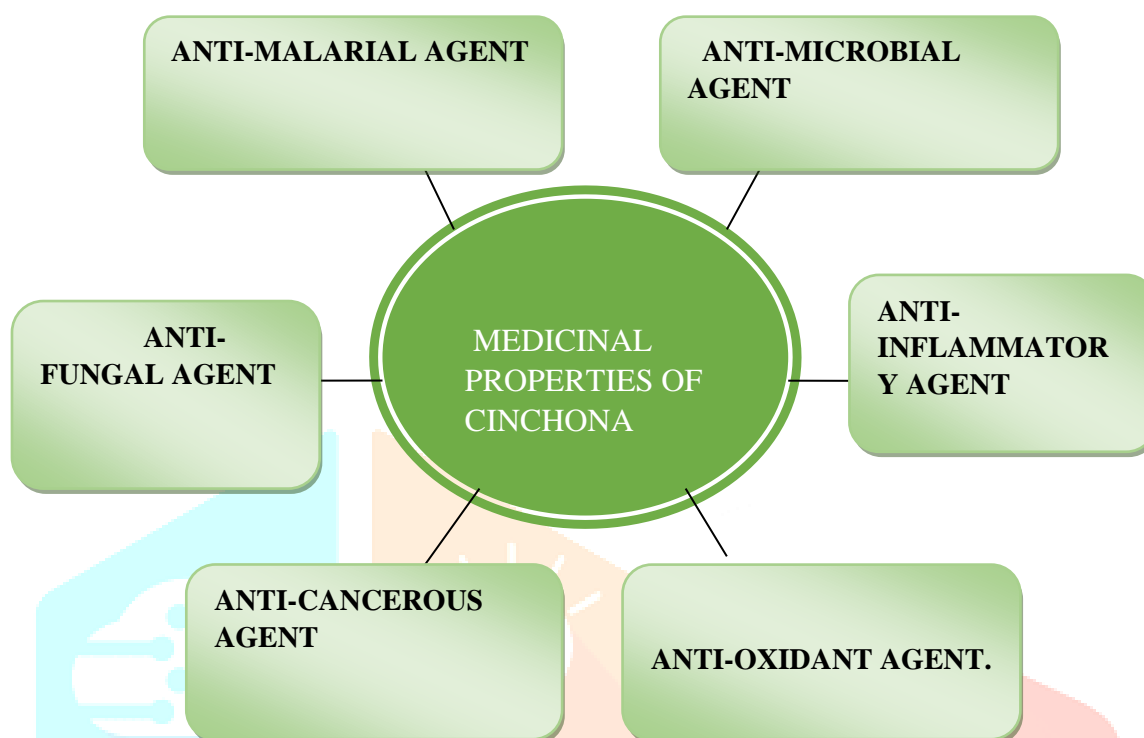 ANTI-MALARIAL AGENT
ANTI-MICROBIAL
AGENT
ANTI-
FUNGAL AGENT
MEDICINAL
PROPERTIES OF
CINCHONA
ANTI-
INFLAMMATOR
Y AGENT
ANTI-CANCEROUS
AGENT
ANTI-OXIDANT AGENT.